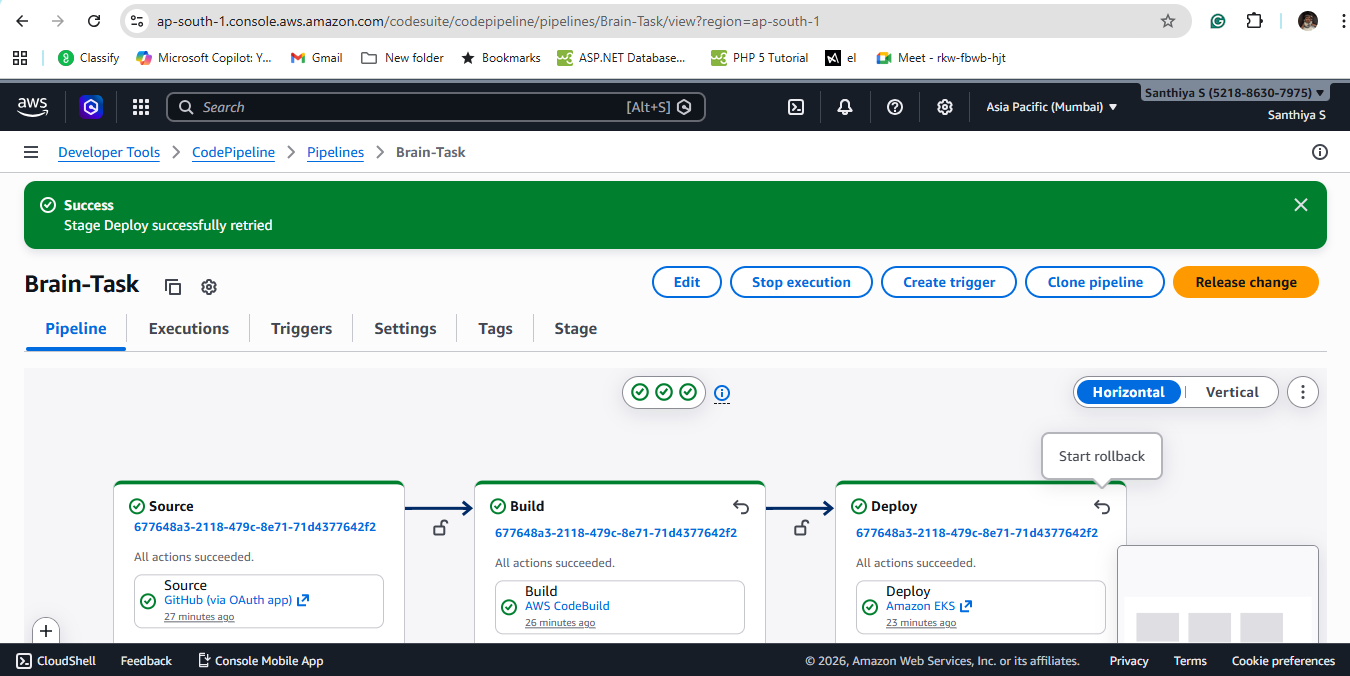 ap-south-1.console.aws.amazon.com/codesuite/codepipeline/pipelines/Brain-Task/view?region=ap-south-1
Classify
Microsoft Copilot: Y...
Gmail
New folder
Bookmarks
ASP.NET Database...
PHP 5 Tutorial
el
Meet - rkw-fbwb-hjt
aws
Search
[Alt+S]
Asia Pacific (Mumbai)
Santhiya S (5218-8630-7975)
Santhiya S
Developer Tools
CodePipeline
Pipelines
Brain-Task
Success
Stage Deploy successfully retried
Brain-Task
Edit
Stop execution
Create trigger
Clone pipeline
Release change
Pipeline
Executions
Triggers
Settings
Tags
Stage
Horizontal
Vertical
Start rollback
Source
677648a3-2118-479c-8e71-71d4377642f2
All actions succeeded.
Source
GitHub (via OAuth app)
27 minutes ago
Build
677648a3-2118-479c-8e71-71d4377642f2
All actions succeeded.
Build
AWS CodeBuild
26 minutes ago
Deploy
677648a3-2118-479c-8e71-71d4377642f2
All actions succeeded.
Deploy
Amazon EKS
23 minutes ago
CloudShell
Feedback
Console Mobile App
© 2026, Amazon Web Services, Inc. or its affiliates.
Privacy
Terms
Cookie preferences